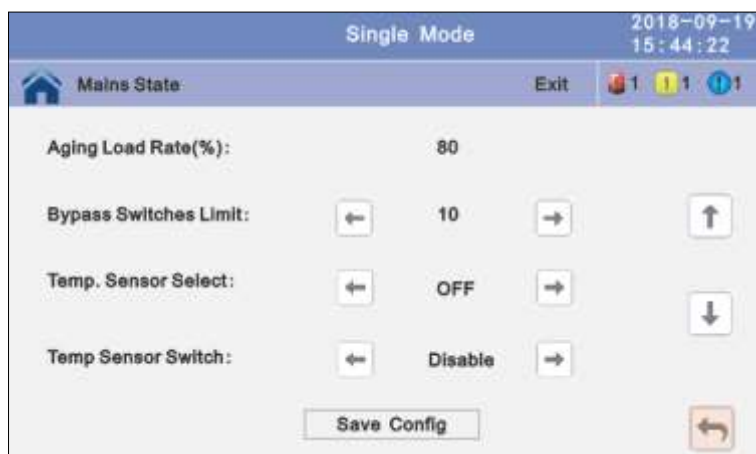 Single Mode
2018-09-19
15:44:22
Mains State Exit 1 1 1
Aging Load Rate(%): 80
Bypass Switches Limit: 10
Temp. Sensor Select: OFF
Temp Sensor Switch: Disable
Save Config